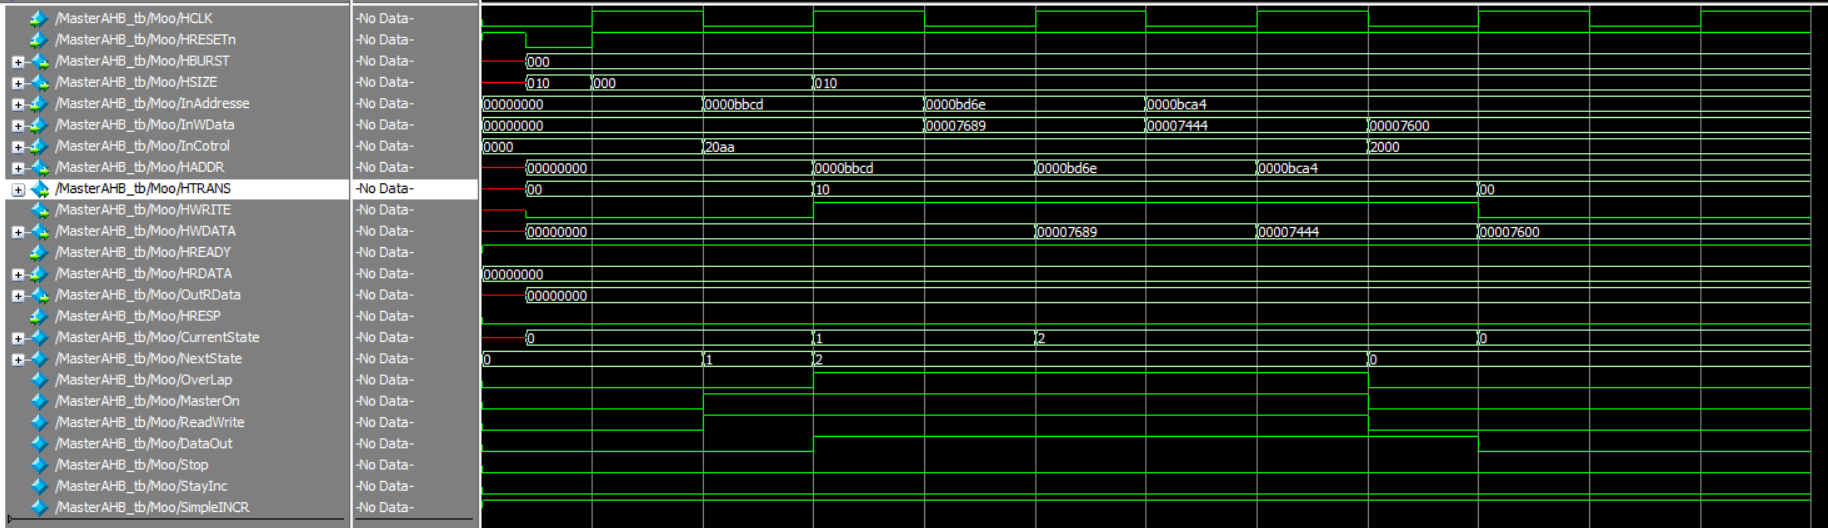 /MasterAHB_tb/Moo/HCLK -No Data-
/MasterAHB_tb/Moo/HRESETn -No Data-
/MasterAHB_tb/Moo/HBURST -No Data- 000
/MasterAHB_tb/Moo/HSIZE -No Data- 010 000 010
/MasterAHB_tb/Moo/InAddresse -No Data- 00000000 0000bbcd 0000bd6e 0000bca4
/MasterAHB_tb/Moo/InWData -No Data- 00000000 00007689 00007444 00007600
/MasterAHB_tb/Moo/InCotrol -No Data- 0000 20aa 2000
/MasterAHB_tb/Moo/HADDR -No Data- 00000000 0000bbcd 0000bd6e 0000bca4
/MasterAHB_tb/Moo/HTRANS -No Data- 00 10 00
/MasterAHB_tb/Moo/HWRITE -No Data-
/MasterAHB_tb/Moo/HWDATA -No Data- 00000000 00007689 00007444 00007600
/MasterAHB_tb/Moo/HREADY -No Data-
/MasterAHB_tb/Moo/HRDATA -No Data- 00000000
/MasterAHB_tb/Moo/OutRData -No Data- 00000000
/MasterAHB_tb/Moo/HRESP -No Data-
/MasterAHB_tb/Moo/CurrentState -No Data- 0 1 2 0
/MasterAHB_tb/Moo/NextState -No Data- 0 1 2 0
/MasterAHB_tb/Moo/OverLap -No Data-
/MasterAHB_tb/Moo/MasterOn -No Data-
/MasterAHB_tb/Moo/ReadWrite -No Data-
/MasterAHB_tb/Moo/DataOut -No Data-
/MasterAHB_tb/Moo/Stop -No Data-
/MasterAHB_tb/Moo/StayInc -No Data-
/MasterAHB_tb/Moo/SimpleINCR -No Data-